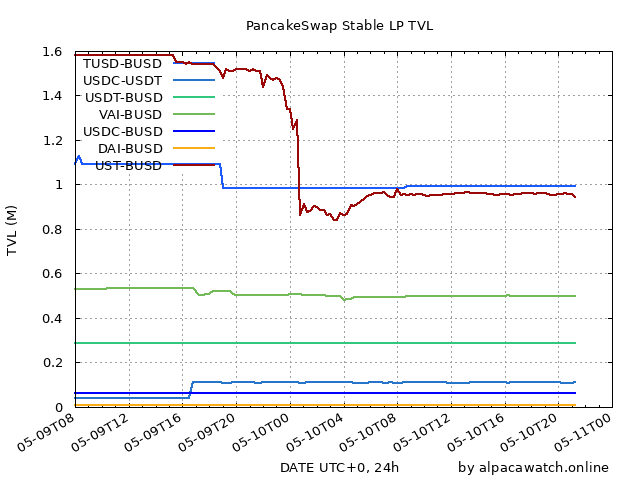 PancakeSwap Stable LP TVL
TVL (M)
1.6
1.4
1.2
1
0.8
0.6
0.4
0.2
0
TUSD-BUSD
USDC-USDT
USDT-BUSD
VAI-BUSD
USDC-BUSD
DAI-BUSD
UST-BUSD
05-09T08
05-09T12
05-09T16
05-09T20
05-10T00
05-10T04
05-10T08
05-10T12
05-10T16
05-10T20
05-11T00
DATE UTC+0, 24h
by alpacawatch.online